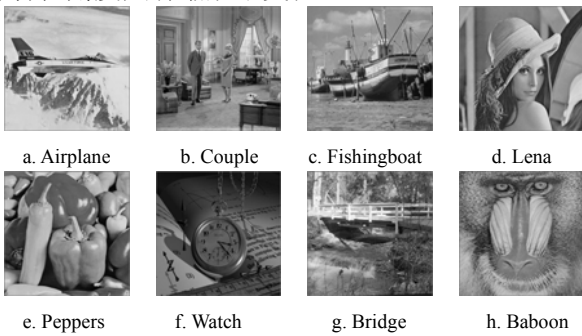 a. Airplane
b. Couple
c. Fishingboat
d. Lena
e. Peppers
f. Watch
g. Bridge
h. Baboon